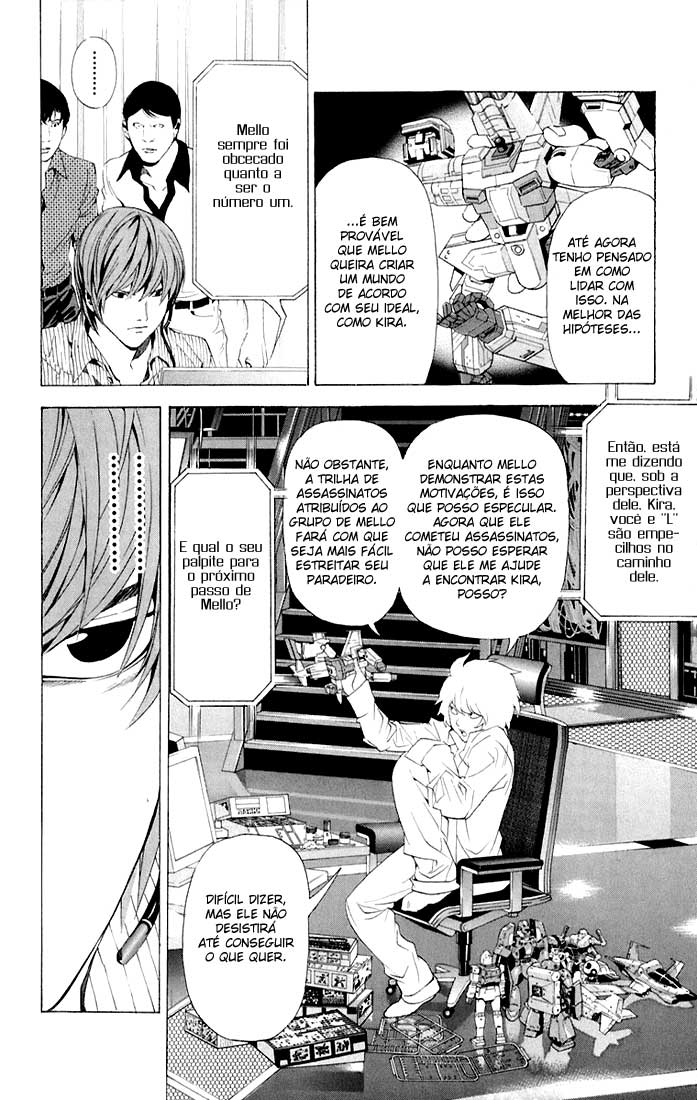 ATÉ AGORA
TENHO PENSADO
EM COMO
LIDAR COM
ISSO. NA
MELHOR DAS
HIPÓTESES...
...É BEM
PROVÁVEL
QUE MELLO
QUEIRA CRIAR
UM MUNDO
DE ACORDO
COM SEU IDEAL,
COMO KIRA.
Mello
sempre foi
obcecado
quanto a
ser o
número um.
Então, está
me dizendo
que, sob a
perspectiva
dele, Kira,
você e "L"
são empe-
cilhos no
caminho
dele.
ENQUANTO MELLO
DEMONSTRAR ESTAS
MOTIVAÇÕES, É ISSO
QUE POSSO ESPECULAR.
AGORA QUE ELE
COMETEU ASSASSINATOS,
NÃO POSSO ESPERAR
QUE ELE ME AJUDE
A ENCONTRAR KIRA,
POSSO?
NÃO OBSTANTE,
A TRILHA DE
ASSASSINATOS
ATRIBUÍDOS AO
GRUPO DE MELLO
FARÁ COM QUE
SEJA MAIS FÁCIL
ESTREITAR SEU
PARADEIRO.
E qual o seu
palpite para
o próximo
passo de
Mello?
DIFÍCIL DIZER,
MAS ELE NÃO
DESISTIRÁ
ATÉ CONSEGUIR
O QUE QUER.